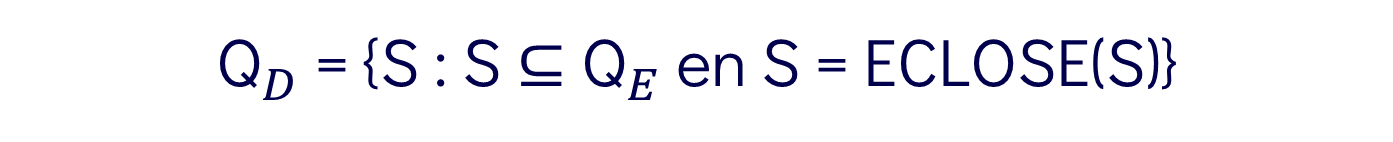 Q_D = {S : S ⊆ Q_E en S = ECLOSE(S)}